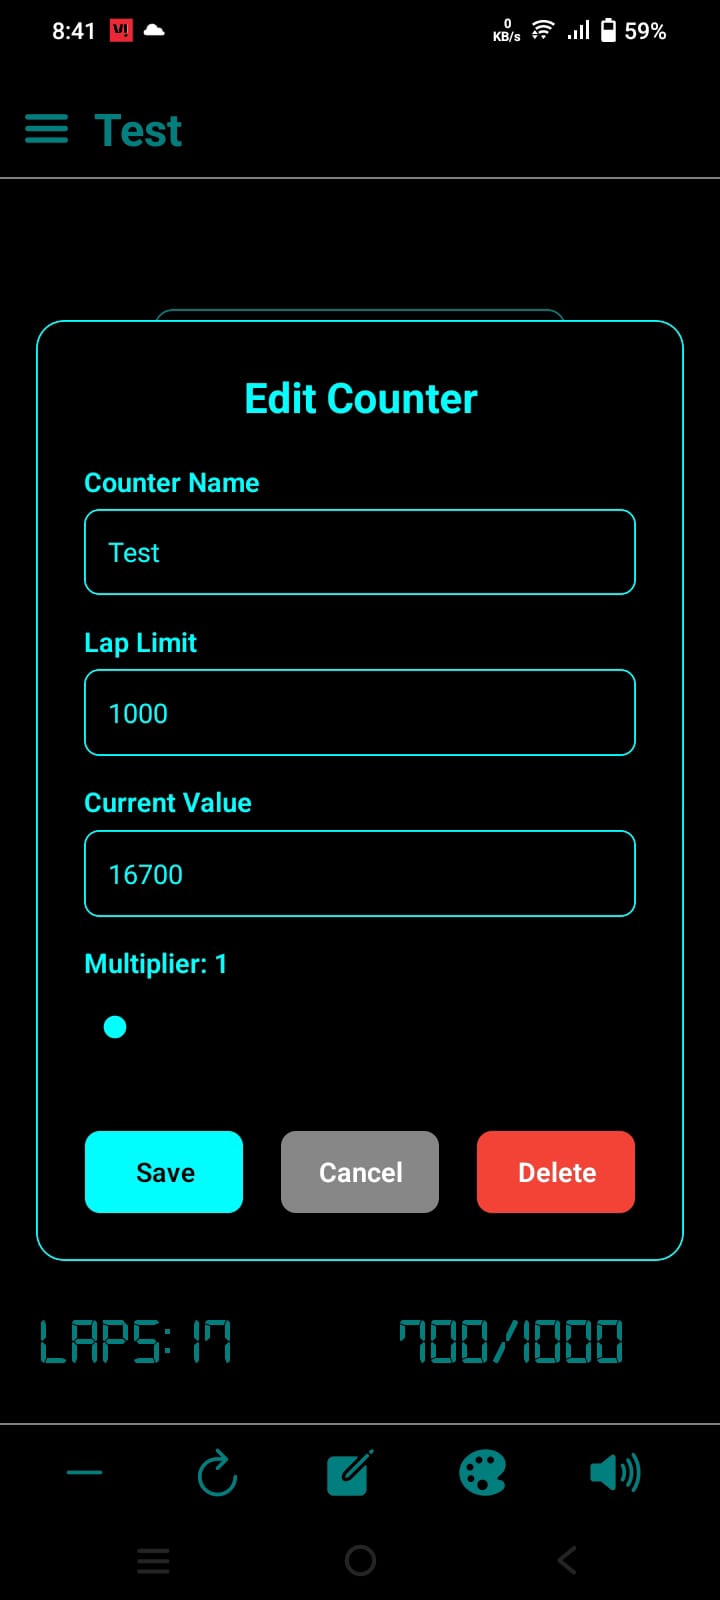 8:41 VI 0 KB/s 59%
Test
Edit Counter
Counter Name
Test
Lap Limit
1000
Current Value
16700
Multiplier: 1
Save Cancel Delete
LAPS: 17 700/1000